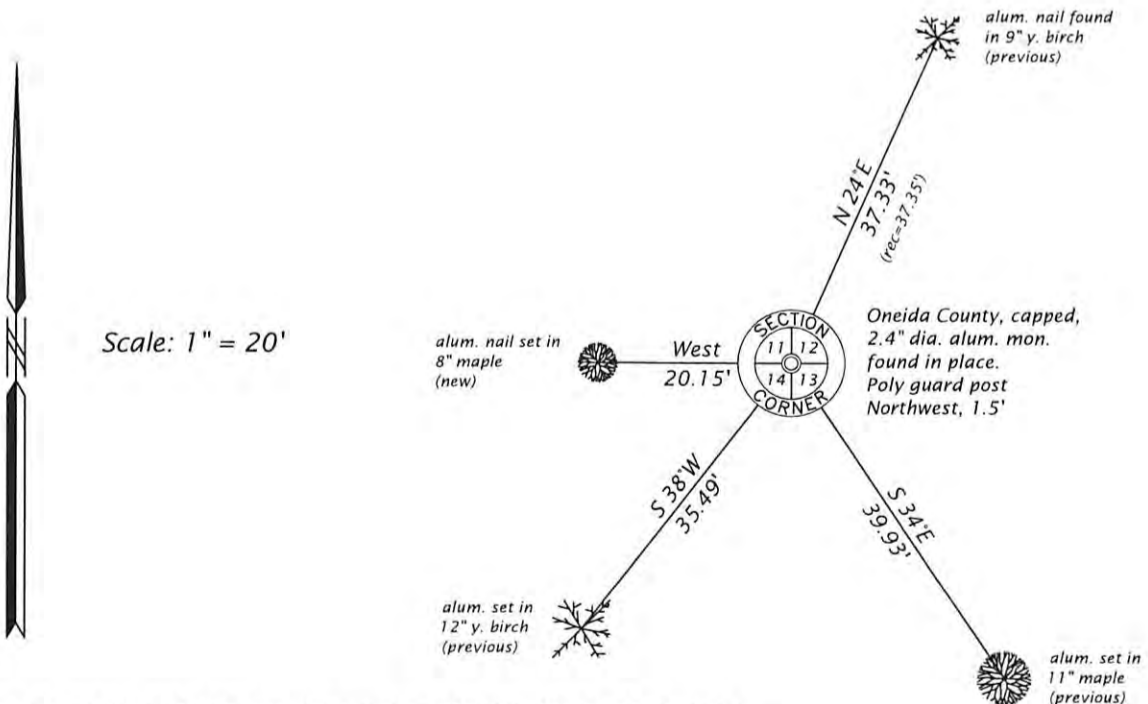 alum. nail found
in 9" y. birch
(previous)
N 24°E
37.33'
(rec=37.35')
Scale: 1" = 20'
alum. nail set in
8" maple
(new)
West
20.15'
SECTION
11 12
14 13
CORNER
Oneida County, capped,
2.4" dia. alum. mon.
found in place.
Poly guard post
Northwest, 1.5'
S 38°W
35.49'
S 34°E
39.93'
alum. set in
12" y. birch
(previous)
alum. set in
11" maple
(previous)